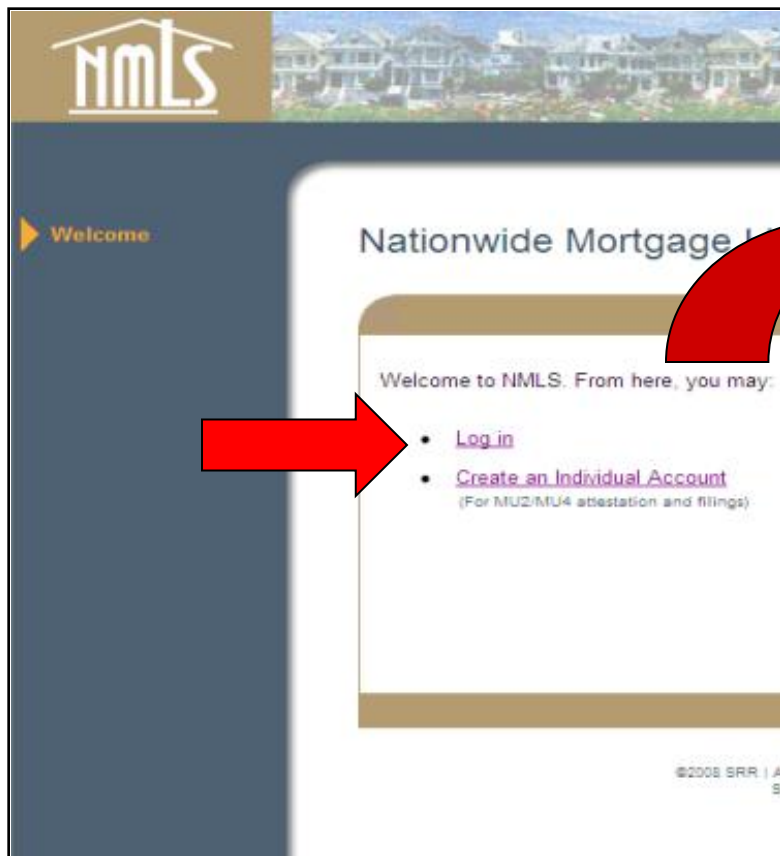 NMLS
Welcome
Nationwide Mortgage
Welcome to NMLS. From here, you may:
Log in
Create an Individual Account
(For MU2/MU4 attestation and filings)
©2008 SRR |